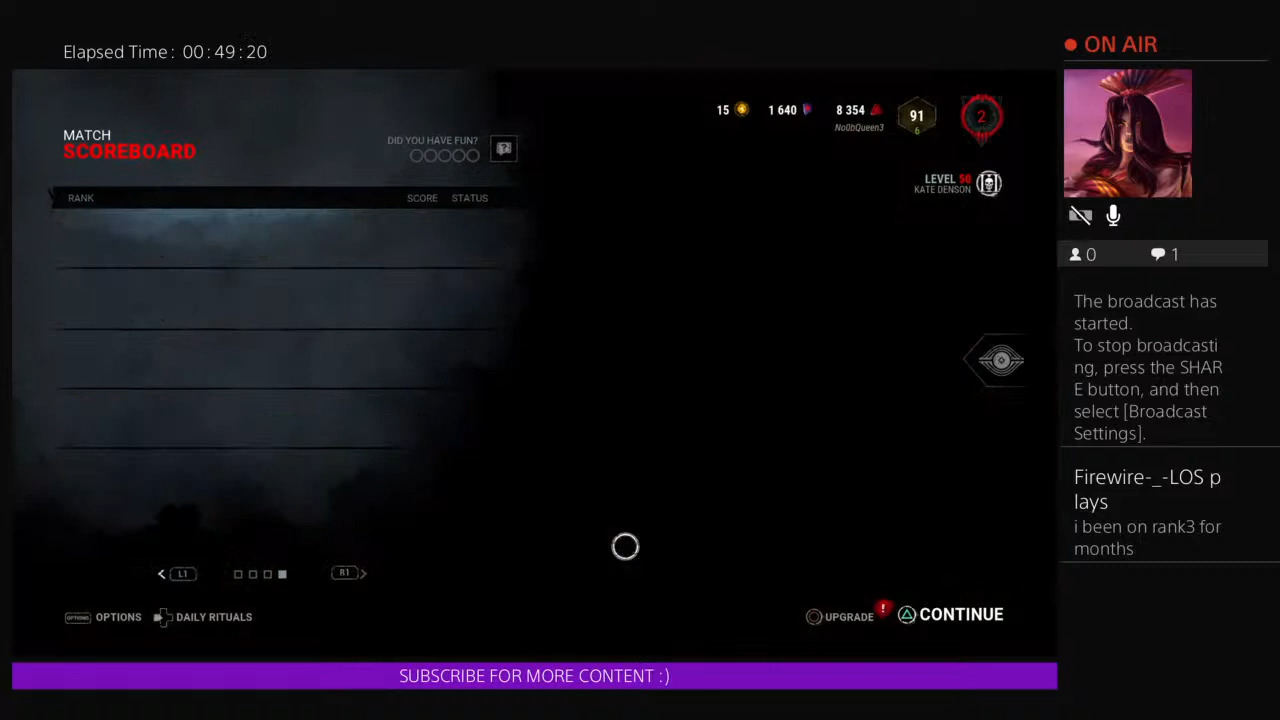 Elapsed Time: 00:49:20
ON AIR
MATCH
SCOREBOARD
DID YOU HAVE FUN?
15
1 640
8 354
No0bQueen3
91
6
2
LEVEL 50
KATE DENSON
RANK SCORE STATUS
0 1
The broadcast has
started.
To stop broadcasti
ng, press the SHAR
E button, and then
select [Broadcast
Settings].
Firewire-_-LOS p
lays
i been on rank3 for
months
L1 R1
OPTIONS OPTIONS DAILY RITUALS
UPGRADE ! CONTINUE
SUBSCRIBE FOR MORE CONTENT :)